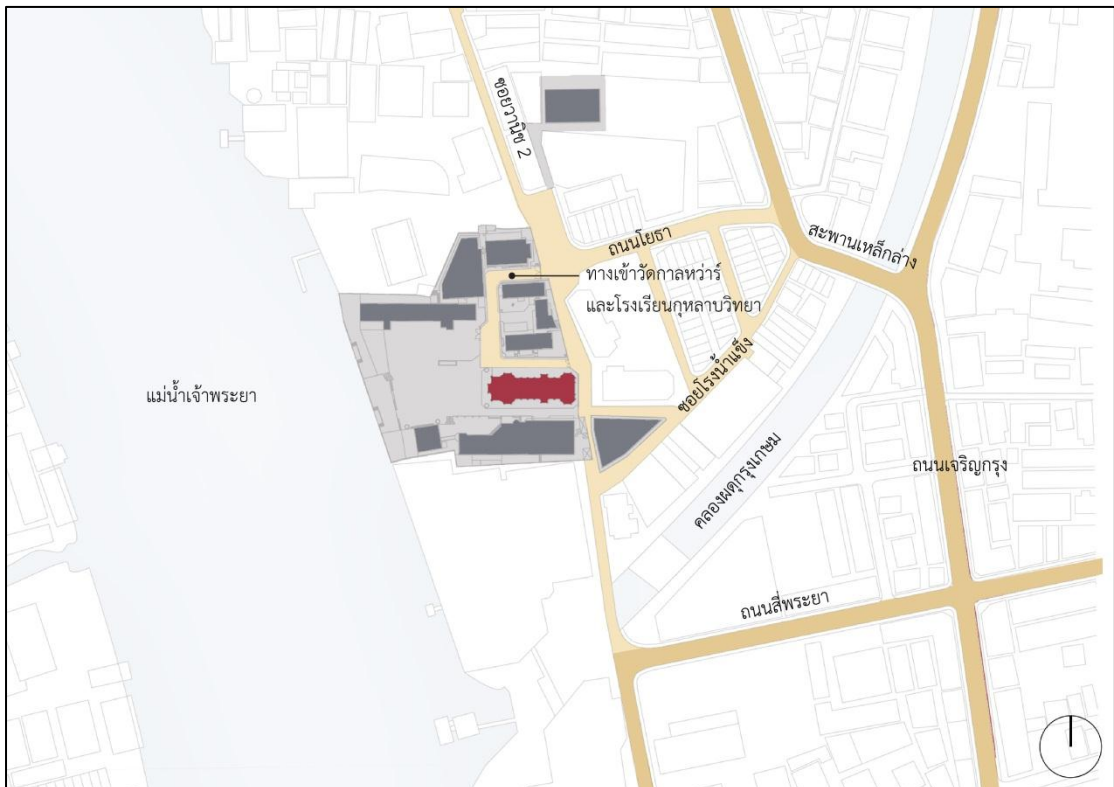 ซอยวานิช 2
สะพานเหล็กล่าง
ถนนโยธา
ทางเข้าวัดกาลหว่าร์
และโรงเรียนกุหลาบวิทยา
ซอยโรงน้ำแข็ง
แม่น้ำเจ้าพระยา
คลองผดุกรุงเกษม
ถนนเจริญกรุง
ถนนสี่พระยา